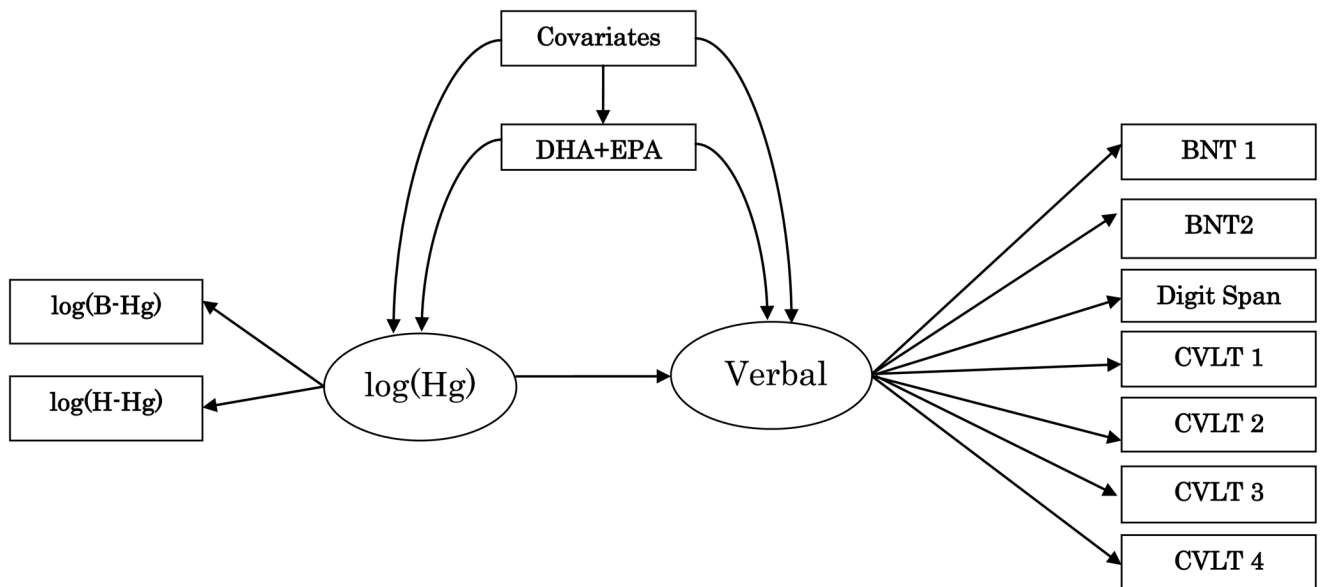 Covariates
DHA+EPA
BNT 1
BNT2
Digit Span
CVLT 1
CVLT 2
CVLT 3
CVLT 4
log(B-Hg)
log(H-Hg)
log(Hg)
Verbal